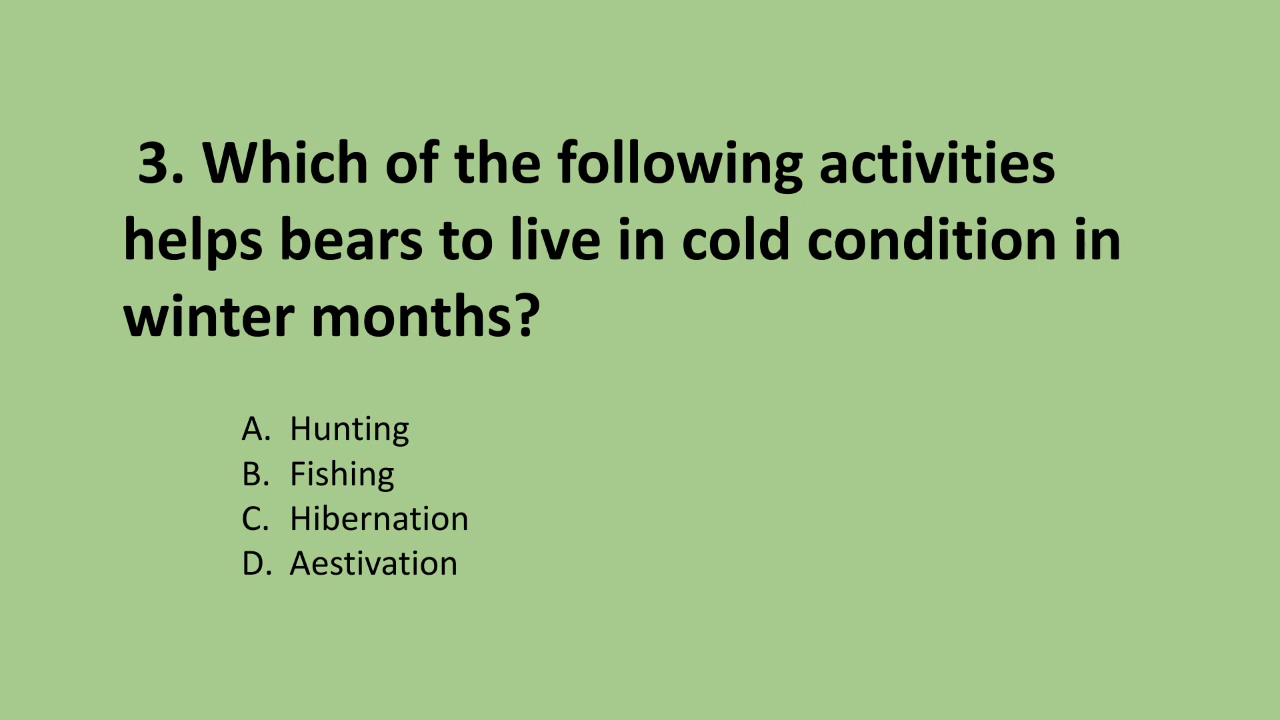 3. Which of the following activities
helps bears to live in cold condition in
winter months?
A. Hunting
B. Fishing
C. Hibernation
D. Aestivation